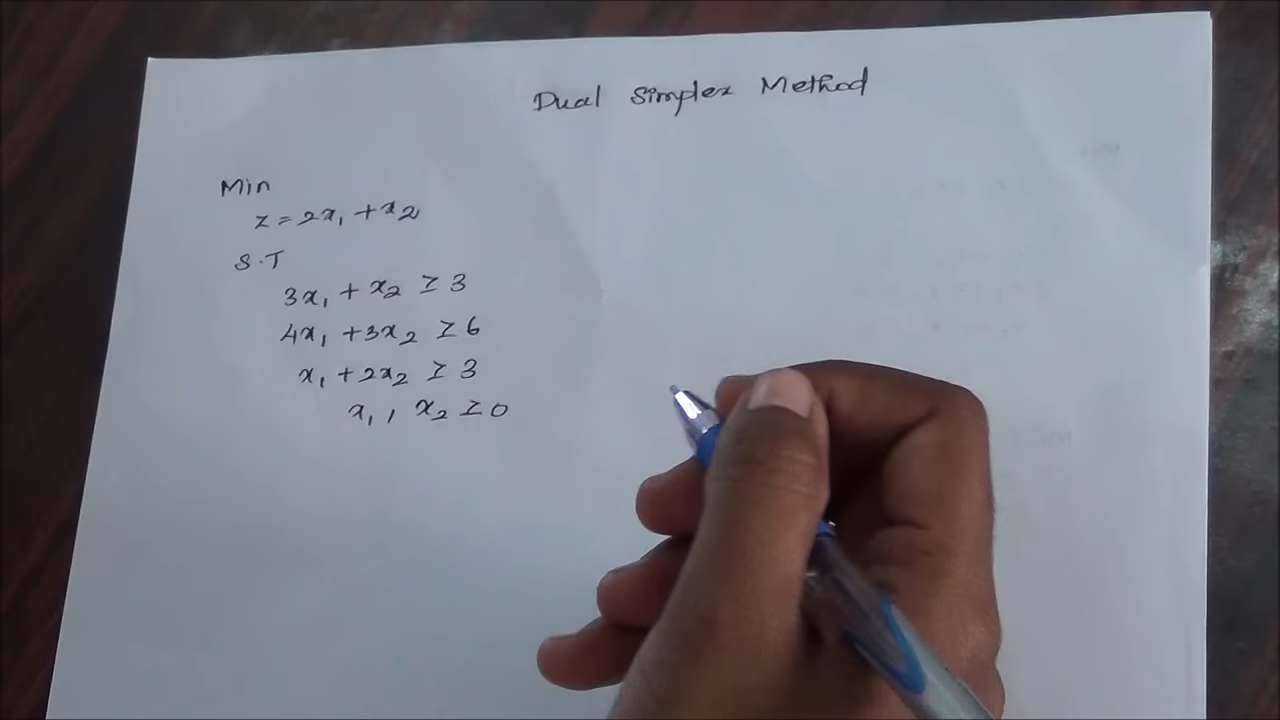 Dual Simplex Method
Min
z = 2x₁ + x₂
S.T
3x₁ + x₂ ≥ 3
4x₁ + 3x₂ ≥ 6
x₁ + 2x₂ ≥ 3
x₁, x₂ ≥ 0